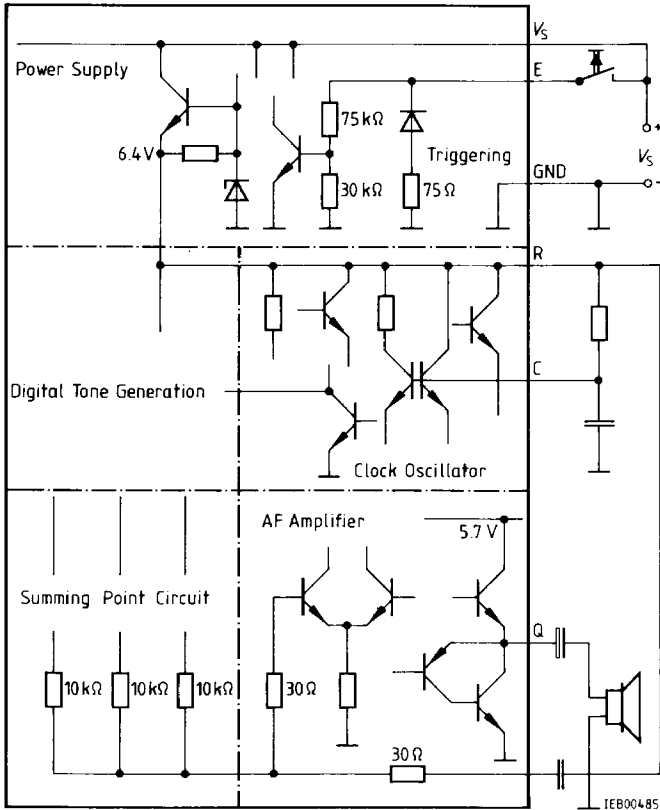 V_S
Power Supply
E
75 kΩ
+
6.4 V
Triggering
V_S
30 kΩ
75 Ω
GND
-
R
C
Digital Tone Generation
Clock Oscillator
AF Amplifier
5.7 V
Summing Point Circuit
Q
10 kΩ
10 kΩ
10 kΩ
30 Ω
30 Ω
IEB00485